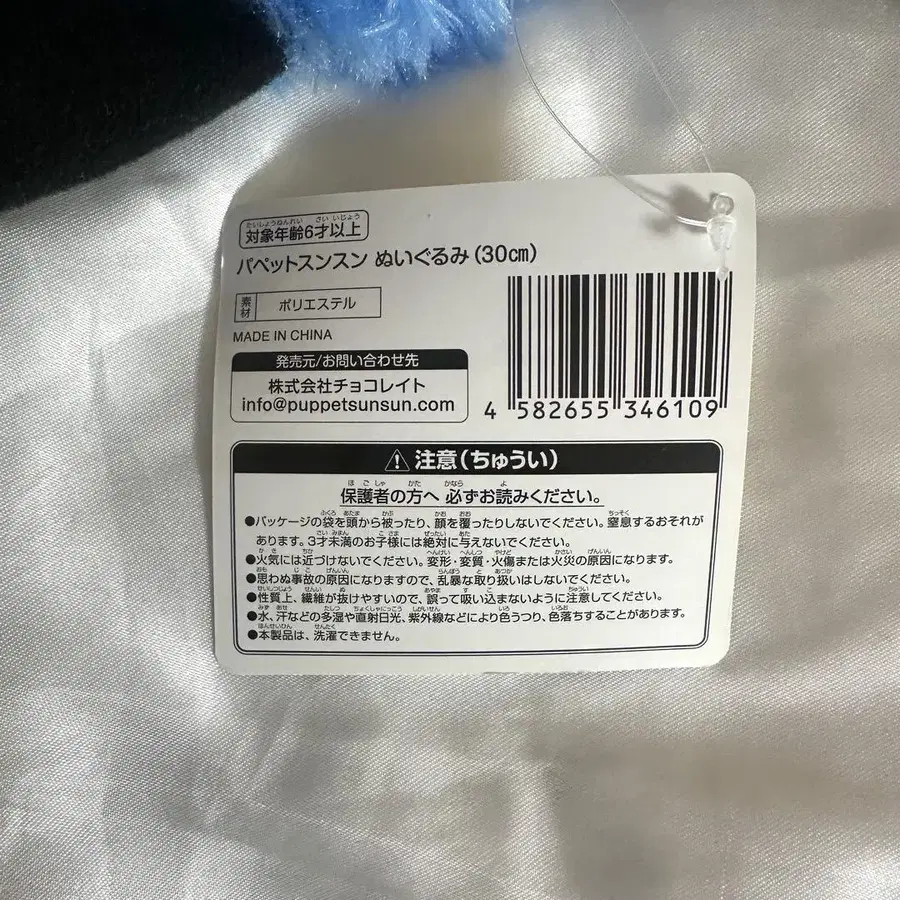 対象年齢6才以上
パペットスンスン ぬいぐるみ(30㎝)
素材 ポリエステル
MADE IN CHINA
発売元/お問い合わせ先
株式会社チョコレイト
info@puppetsunsun.com
4 582655 346109
⚠注意(ちゅうい)
保護者の方へ 必ずお読みください。
●パッケージの袋を頭から被ったり、顔を覆ったりしないでください。窒息するおそれが
あります。3才未満のお子様には絶対に与えないでください。
●火気には近づけないでください。変形・変質・火傷または火災の原因になります。
●思わぬ事故の原因になりますので、乱暴な取り扱いはしないでください。
●性質上、繊維が抜けやすいので、誤って吸い込まないように注意してください。
●水、汗などの多湿や直射日光、紫外線などにより色うつり、色落ちすることがあります。
●本製品は、洗濯できません。